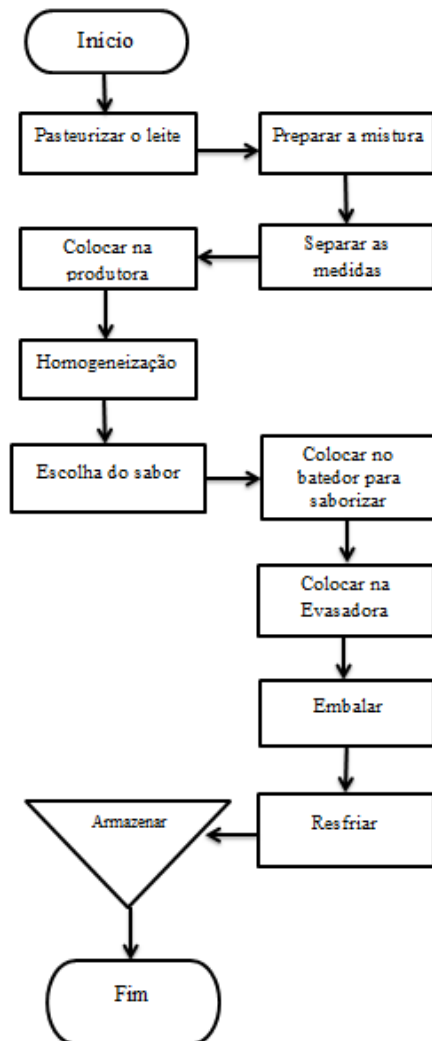 Início
Pasteurizar o leite
Preparar a mistura
Separar as
medidas
Colocar na
produtora
Homogeneização
Escolha do sabor
Colocar no
batedor para
saborizar
Colocar na
Evasadora
Embalar
Resfriar
Armazenar
Fim